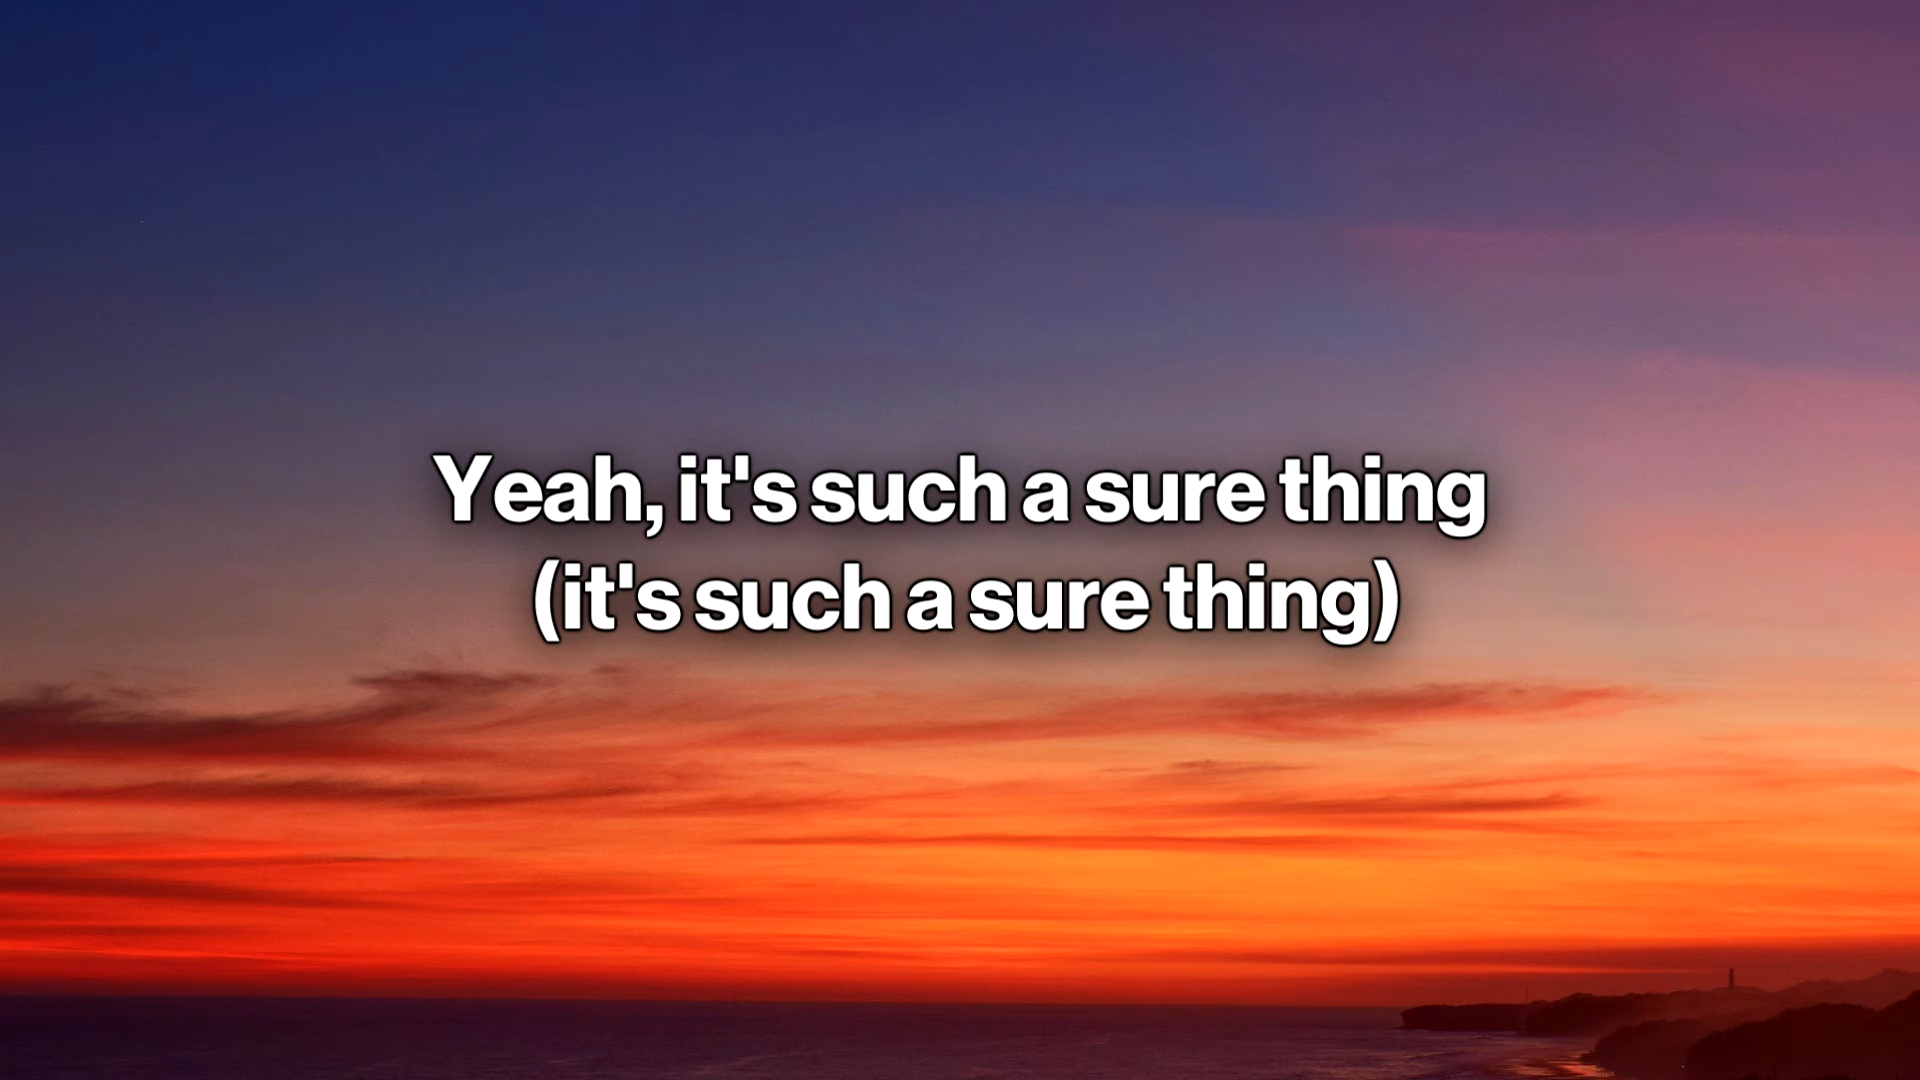 Yeah, it's such a sure thing
(it's such a sure thing)